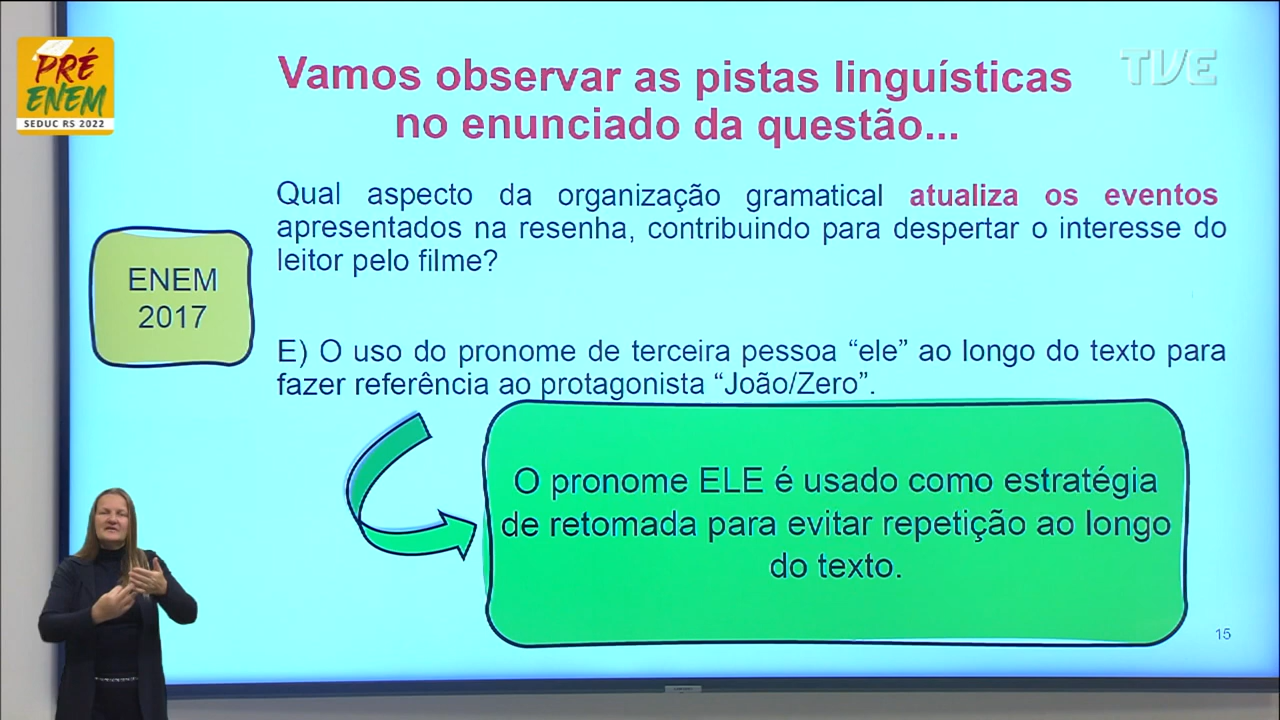 PRÉ
ENEM
SEDUC RS 2022
TVE
Vamos observar as pistas linguísticas
no enunciado da questão...
Qual aspecto da organização gramatical atualiza os eventos
apresentados na resenha, contribuindo para despertar o interesse do
leitor pelo filme?
ENEM
2017
E) O uso do pronome de terceira pessoa “ele” ao longo do texto para
fazer referência ao protagonista “João/Zero”.
O pronome ELE é usado como estratégia
de retomada para evitar repetição ao longo
do texto.
15